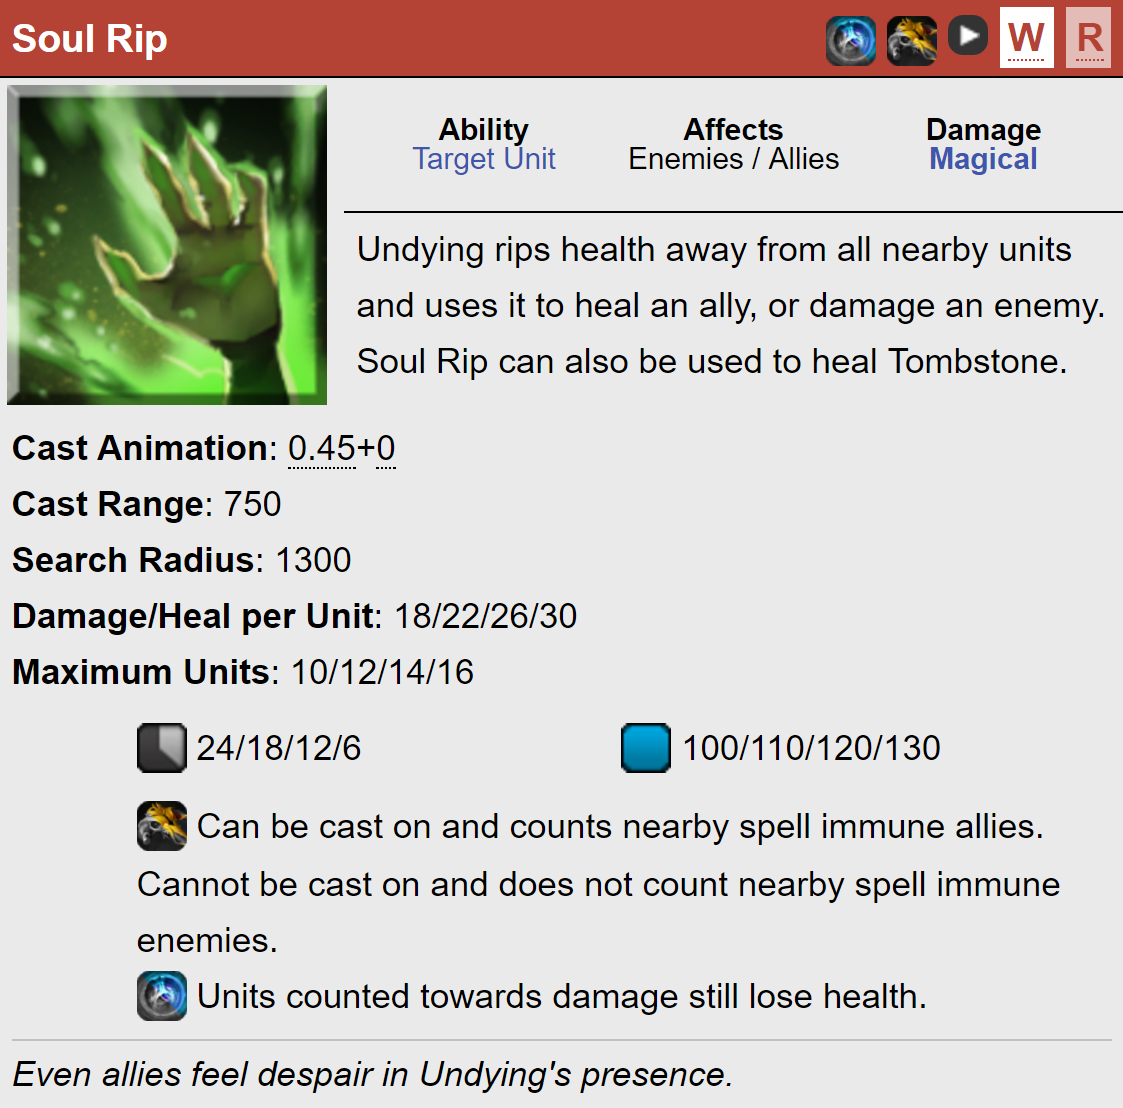 Soul Rip W R
Ability Affects Damage
Target Unit Enemies / Allies Magical
Undying rips health away from all nearby units
and uses it to heal an ally, or damage an enemy.
Soul Rip can also be used to heal Tombstone.
Cast Animation: 0.45+0
Cast Range: 750
Search Radius: 1300
Damage/Heal per Unit: 18/22/26/30
Maximum Units: 10/12/14/16
24/18/12/6 100/110/120/130
Can be cast on and counts nearby spell immune allies.
Cannot be cast on and does not count nearby spell immune
enemies.
Units counted towards damage still lose health.
Even allies feel despair in Undying's presence.